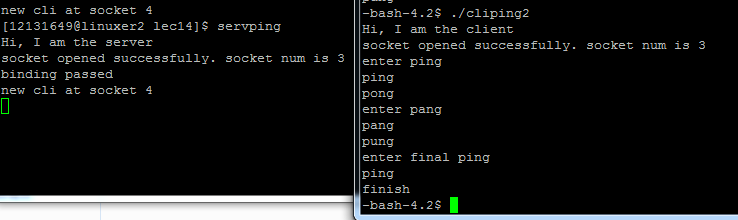 new cli at socket 4
[12131649@linuxer2 lec14]$ servping
Hi, I am the server
socket opened successfully. socket num is 3
binding passed
new cli at socket 4
-bash-4.2$ ./cliping2
Hi, I am the client
socket opened successfully. socket num is 3
enter ping
ping
pong
enter pang
pang
pung
enter final ping
ping
finish
-bash-4.2$